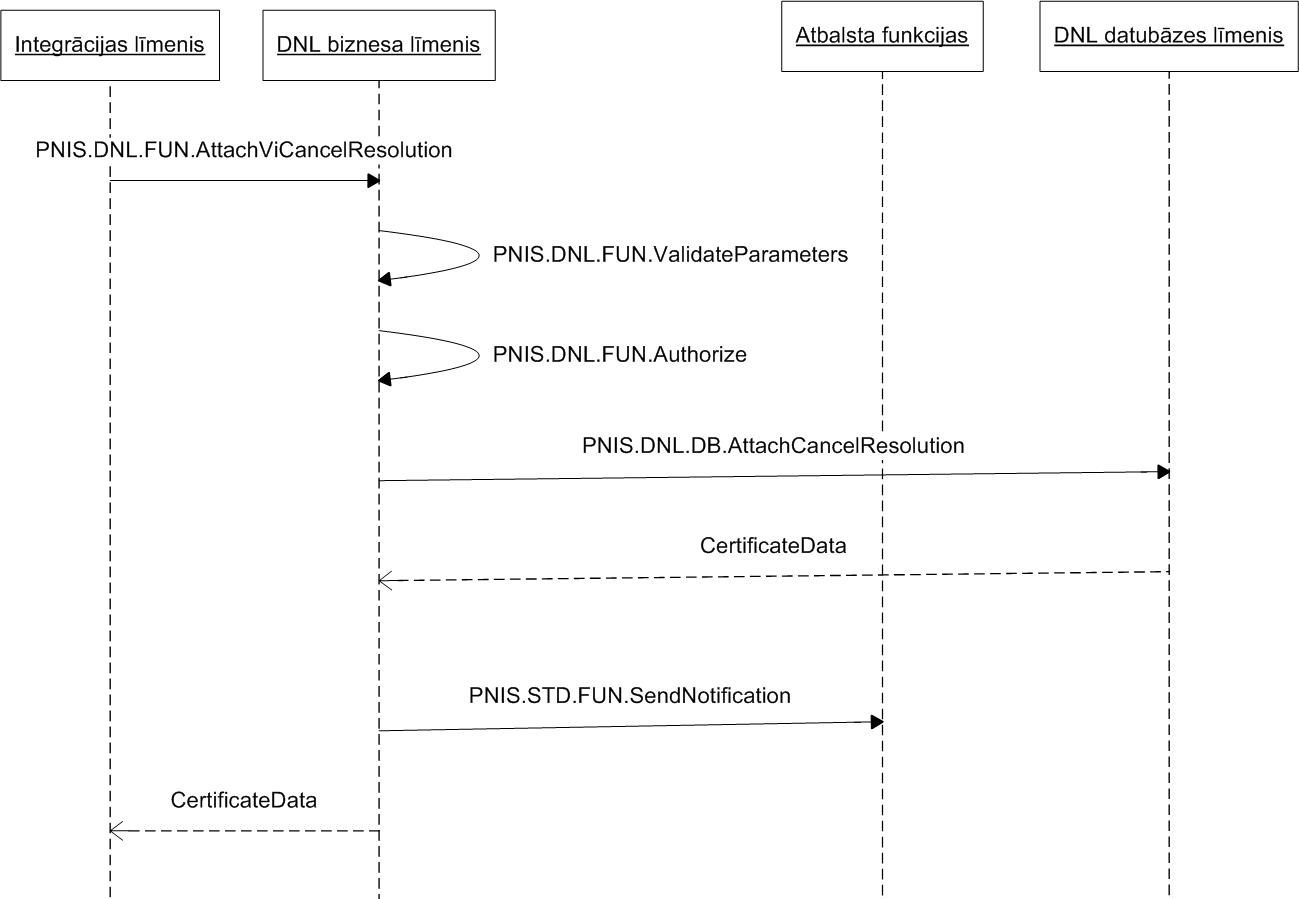 Integrācijas līmenis
DNL biznesa līmenis
Atbalsta funkcijas
DNL datubāzes līmenis
PNIS.DNL.FUN.AttachViCancelResolution
PNIS.DNL.FUN.ValidateParameters
PNIS.DNL.FUN.Authorize
PNIS.DNL.DB.AttachCancelResolution
CertificateData
PNIS.STD.FUN.SendNotification
CertificateData